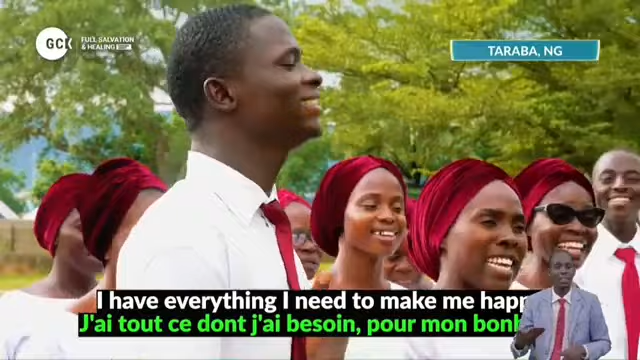 GCK
FULL SALVATION
& HEALING
TARABA, NG
I have everything I need to make me happ
J'ai tout ce dont j'ai besoin, pour mon bonh